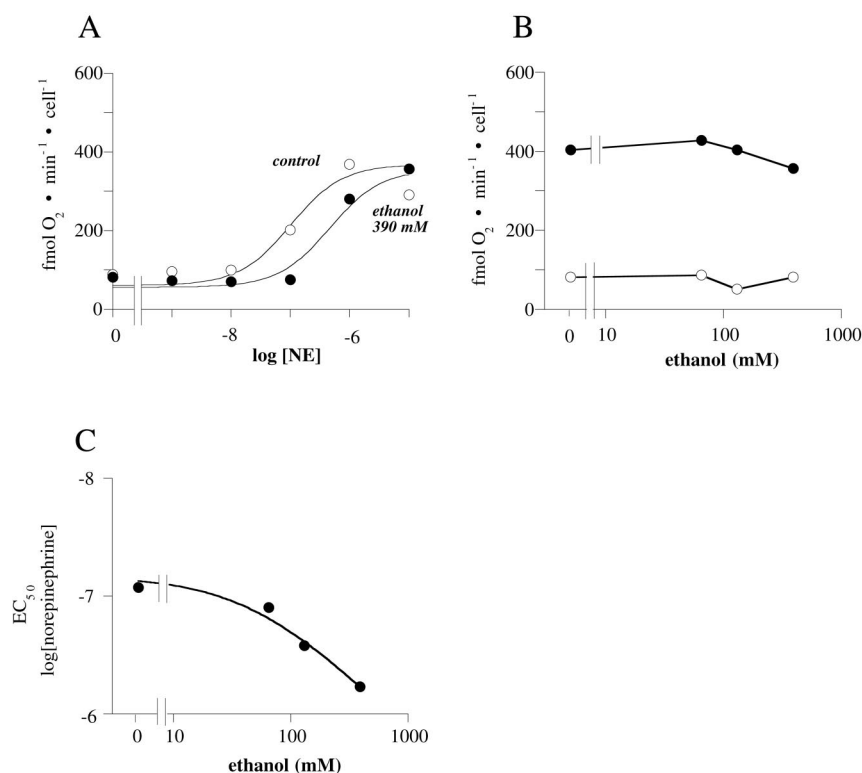 A
600
400
200
0
fmol O₂ • min⁻¹ • cell⁻¹
control
ethanol
390 mM
0
-8
-6
log [NE]
B
600
400
200
0
fmol O₂ • min⁻¹ • cell⁻¹
0
10
100
1000
ethanol (mM)
C
-8
-7
-6
EC₅₀
log[norepinephrine]
0
10
100
1000
ethanol (mM)